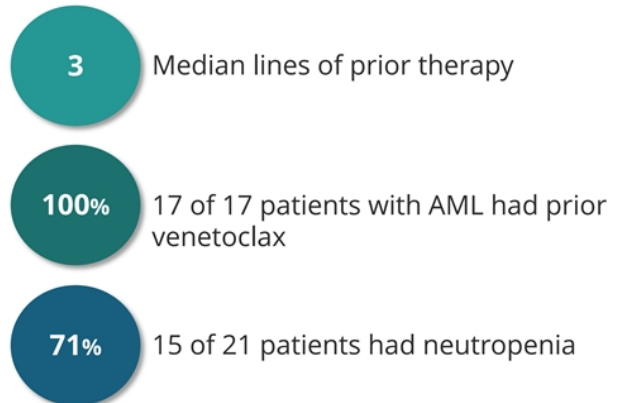 3
Median lines of prior therapy
100%
17 of 17 patients with AML had prior
venetoclax
71%
15 of 21 patients had neutropenia